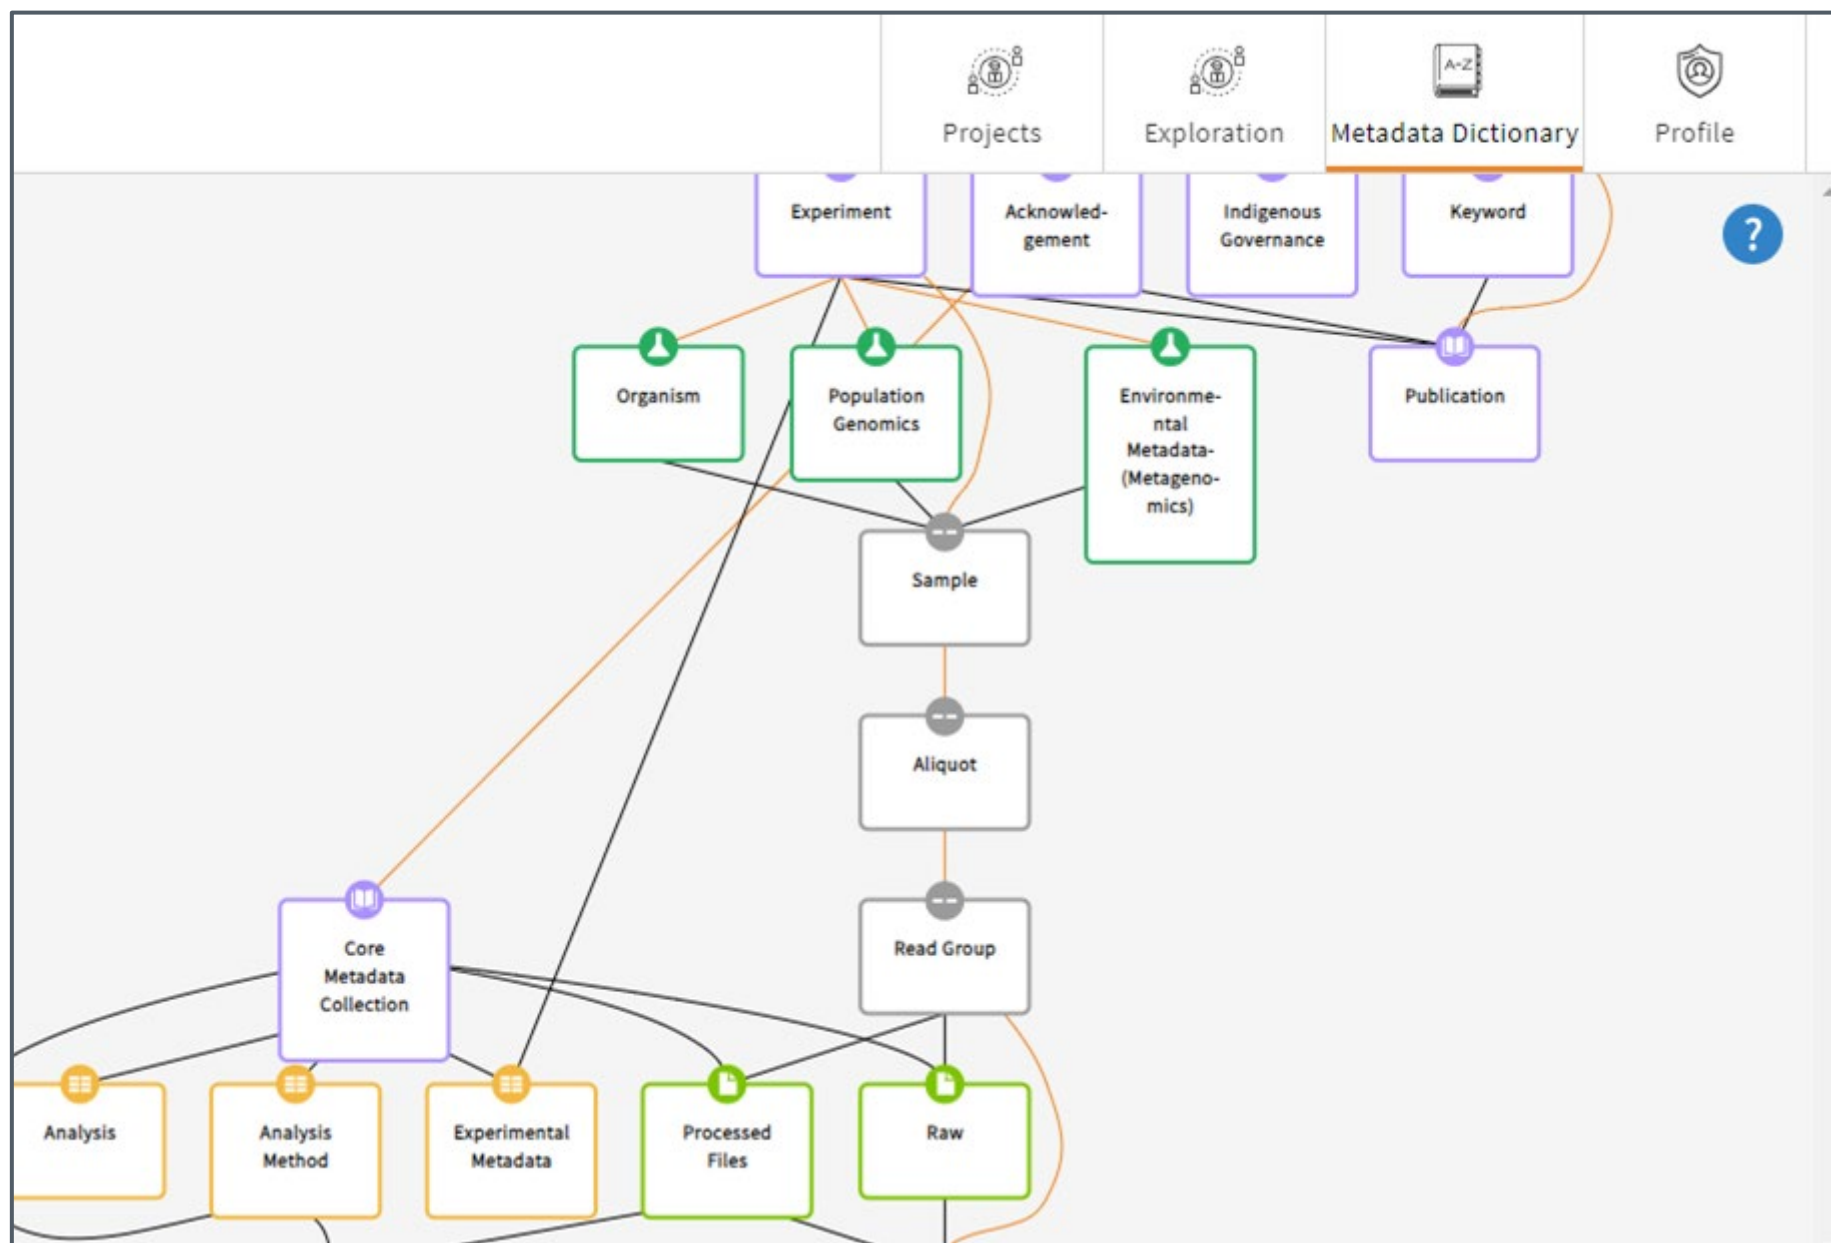 A-Z
Projects
Exploration
Metadata Dictionary
Profile
?
Experiment
Acknowled-
gement
Indigenous
Governance
Keyword
Organism
Population
Genomics
Environme-
ntal
Metadata-
(Metageno-
mics)
Publication
Sample
Aliquot
Read Group
Core
Metadata
Collection
Analysis
Analysis
Method
Experimental
Metadata
Processed
Files
Raw